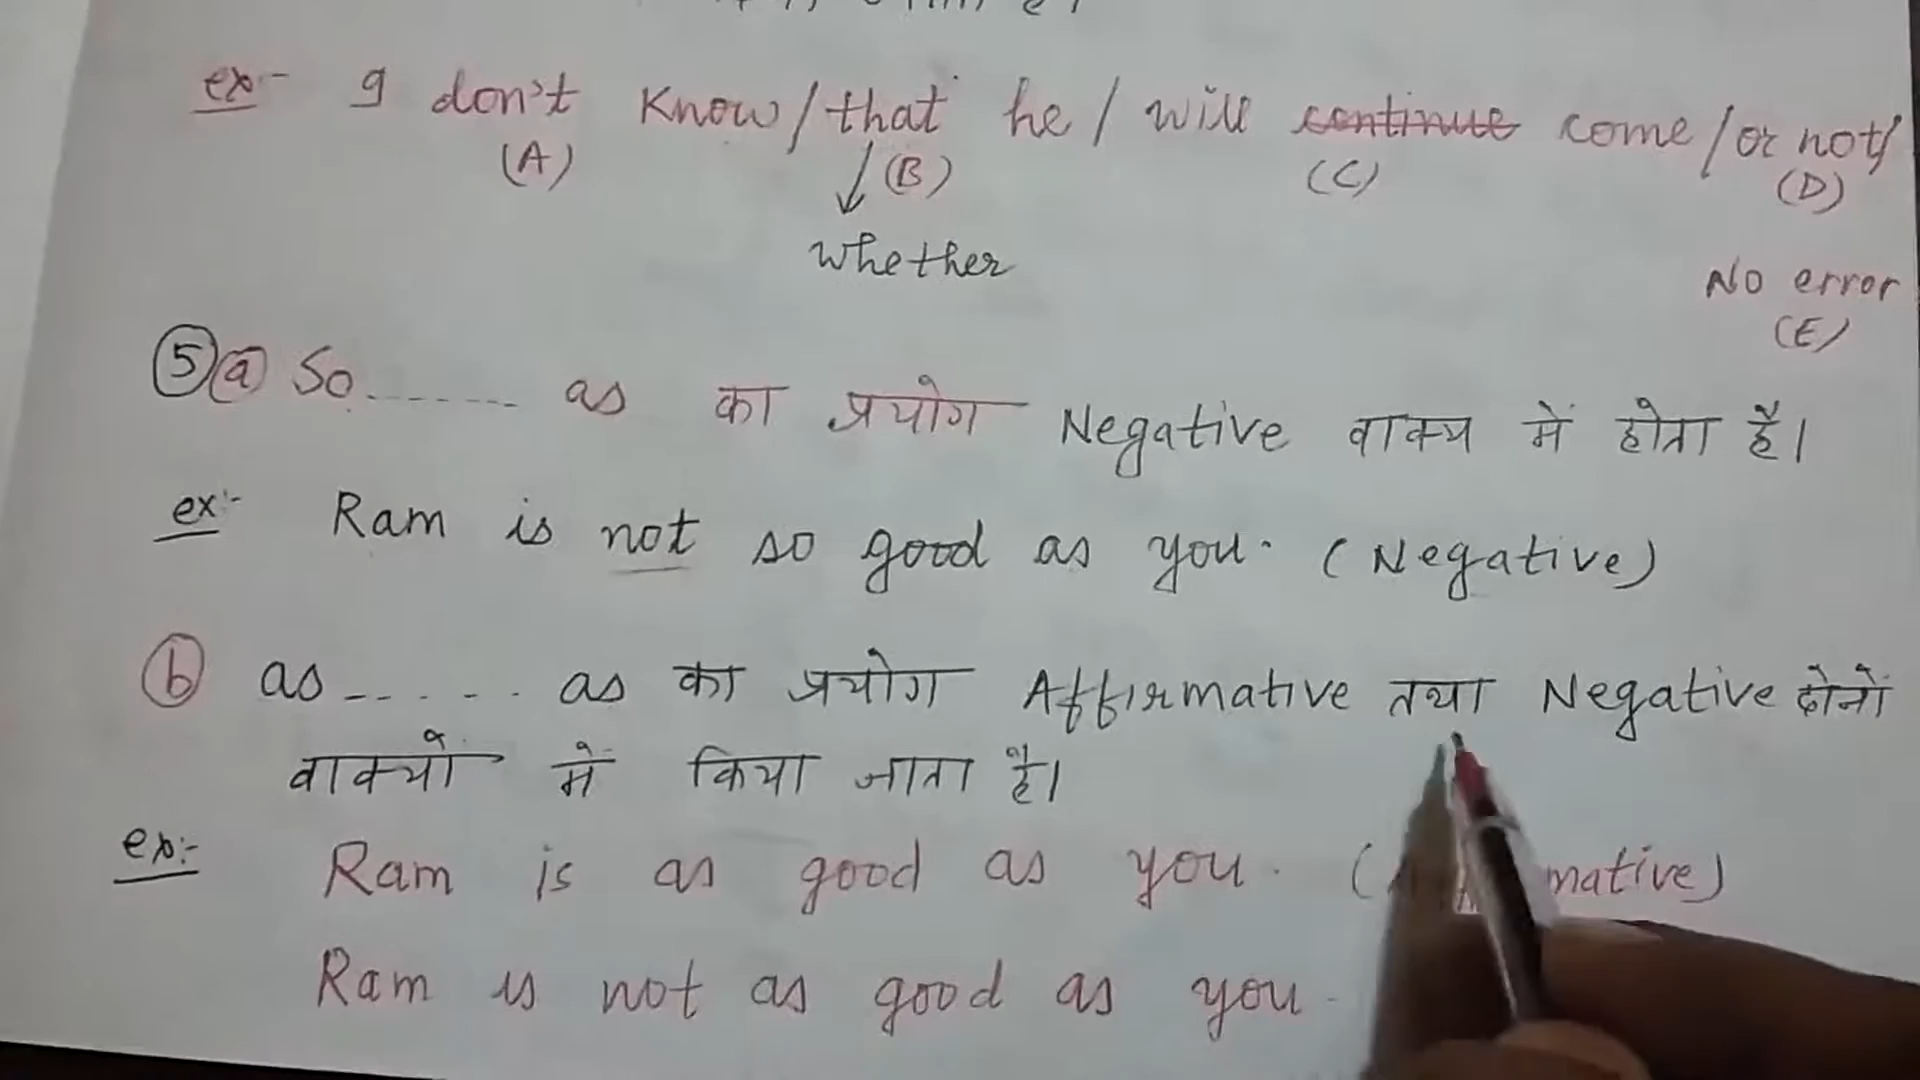 ex:- I don't know / that he / will continue come / or not /
(A) (B) (C) (D)
whether
No error
(E)
5 a So ....... as का प्रयोग Negative वाक्य में होता है।
ex:- Ram is not so good as you. (Negative)
b as ----- as का प्रयोग Affirmative तथा Negative दोनों
वाक्यों में किया जाता है।
ex:- Ram is as good as you.
Ram is not as good as you.